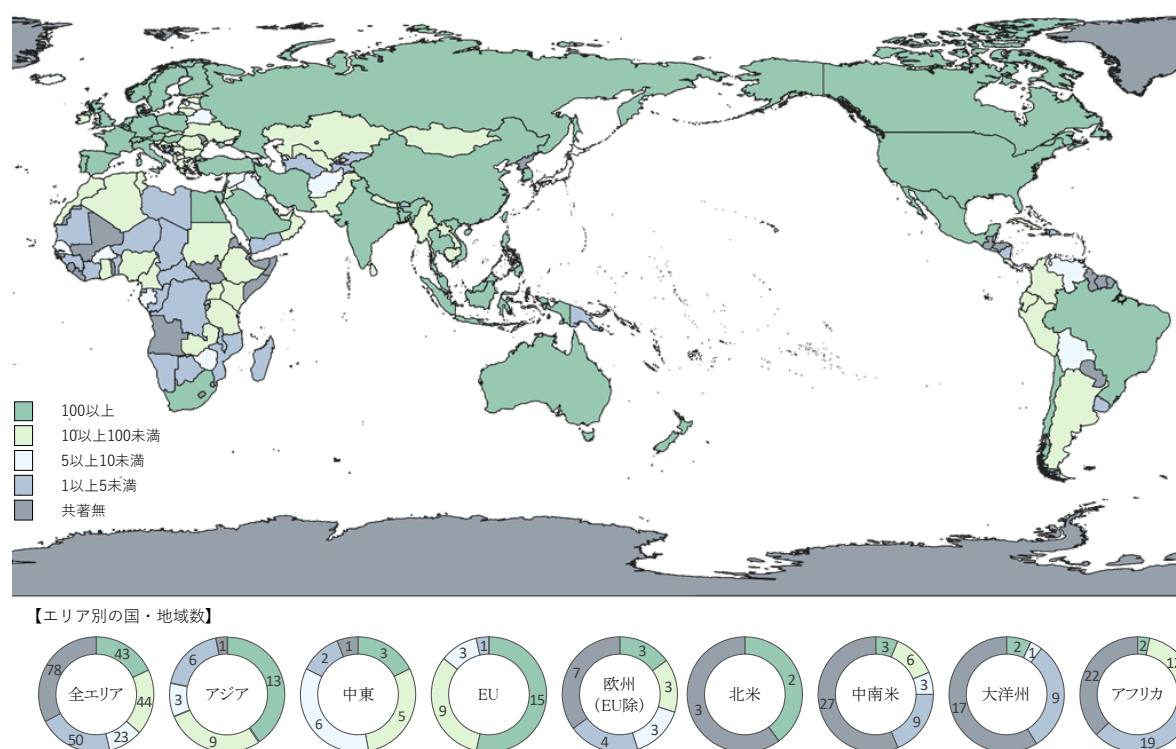 100以上
10以上100未満
5以上10未満
1以上5未満
共著無
【エリア別の国・地域数】
全エリア
43
44
23
50
78
アジア
13
9
3
6
1
中東
3
5
6
2
1
EU
15
9
3
1
欧州
(EU除)
3
3
3
4
7
北米
2
3
中南米
3
6
3
9
27
大洋州
2
1
9
17
アフリカ
2
19
22